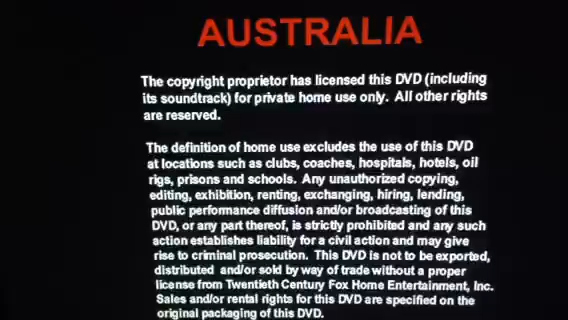 AUSTRALIA
The copyright proprietor has licensed this DVD (including
its soundtrack) for private home use only. All other rights
are reserved.
The definition of home use excludes the use of this DVD
at locations such as clubs, coaches, hospitals, hotels, oil
rigs, prisons and schools. Any unauthorized copying,
editing, exhibition, renting, exchanging, hiring, lending,
public performance diffusion and/or broadcasting of this
DVD, or any part thereof, is strictly prohibited and any such
action establishes liability for a civil action and may give
rise to criminal prosecution. This DVD is not to be exported,
distributed and/or sold by way of trade without a proper
license from Twentieth Century Fox Home Entertainment, Inc.
Sales and/or rental rights for this DVD are specified on the
original packaging of this DVD.